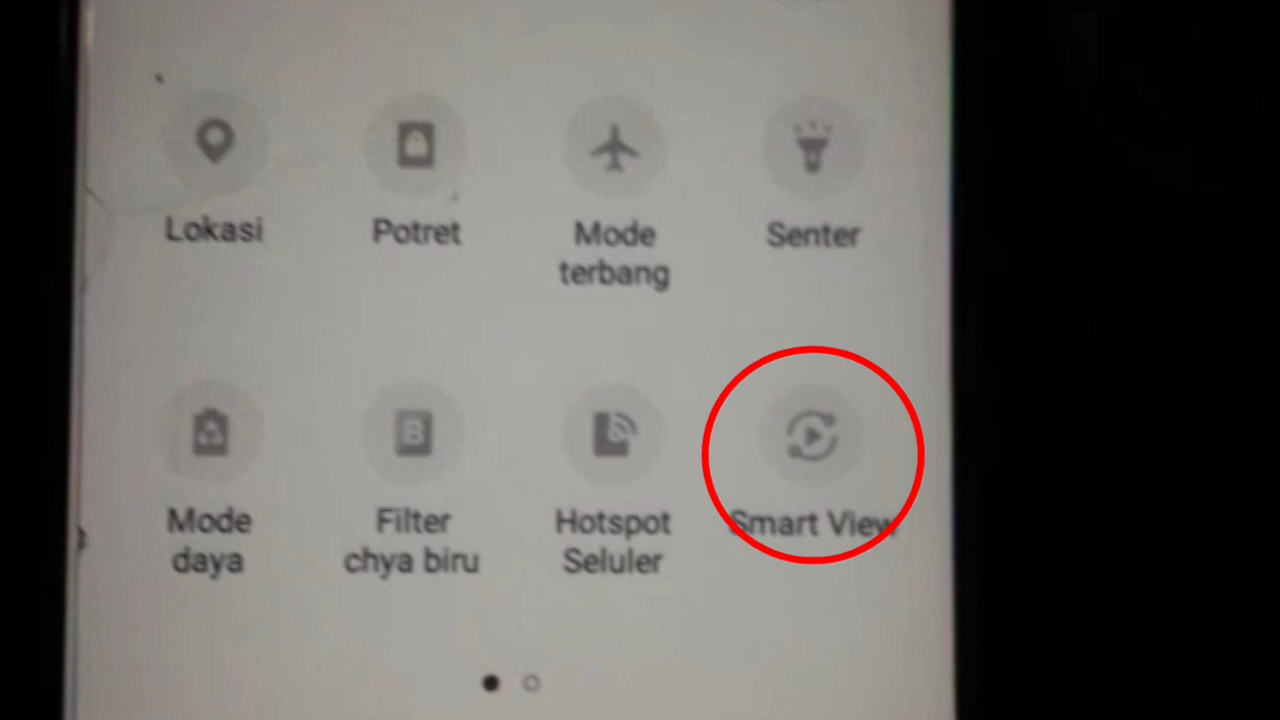 Lokasi
Potret
Mode
terbang
Senter
Mode
daya
Filter
chya biru
Hotspot
Seluler
Smart View